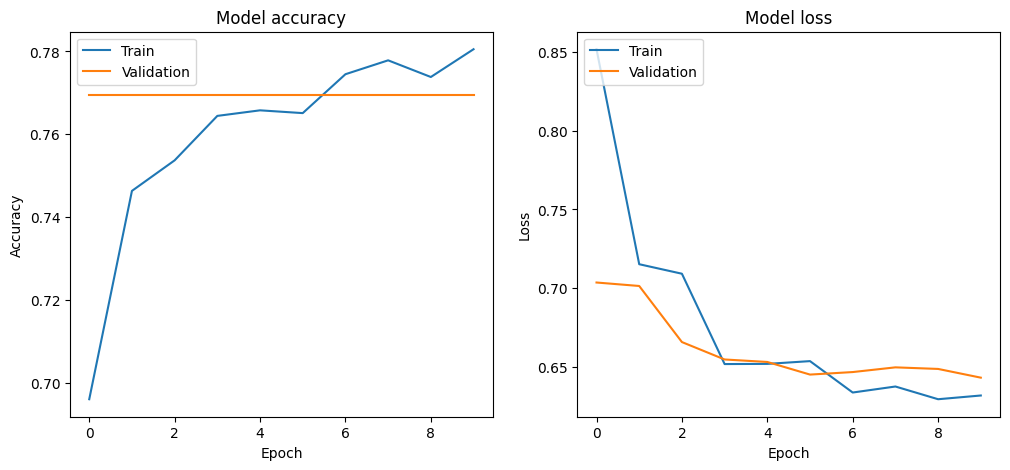 Model accuracy
Train
Validation
0.78
0.76
0.74
0.72
0.70
Accuracy
0
2
4
6
8
Epoch
Model loss
Train
Validation
0.85
0.80
0.75
0.70
0.65
Loss
0
2
4
6
8
Epoch